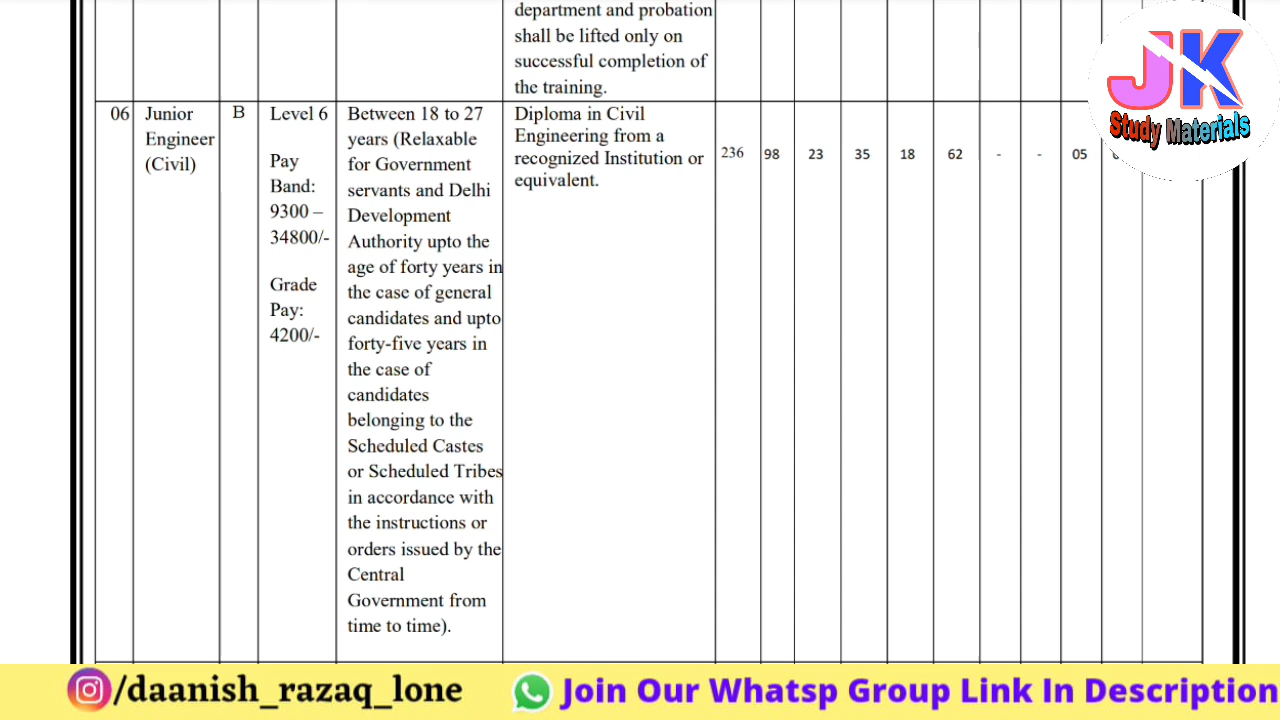 department and probation
shall be lifted only on
successful completion of
the training.
06
Junior
Engineer
(Civil)
B
Level 6
Pay
Band:
9300 –
34800/-
Grade
Pay:
4200/-
Between 18 to 27
years (Relaxable
for Government
servants and Delhi
Development
Authority upto the
age of forty years in
the case of general
candidates and upto
forty-five years in
the case of
candidates
belonging to the
Scheduled Castes
or Scheduled Tribes
in accordance with
the instructions or
orders issued by the
Central
Government from
time to time).
Diploma in Civil
Engineering from a
recognized Institution or
equivalent.
236 98 23 35 18 62 - - 05
JK
Study Materials
/daanish_razaq_lone
Join Our Whatsp Group Link In Description